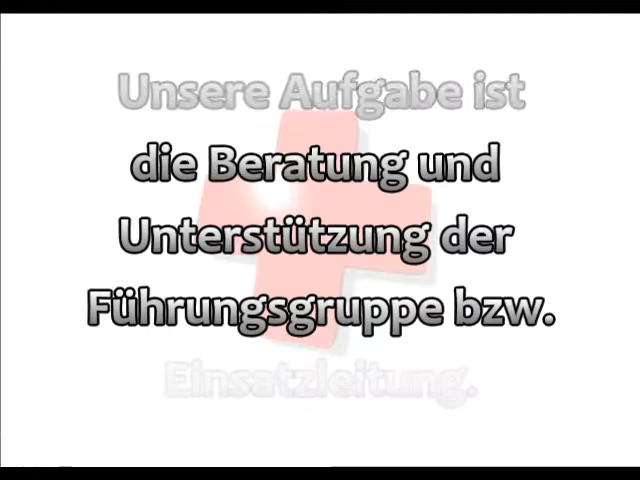 Unsere Aufgabe ist
die Beratung und
Unterstützung der
Führungsgruppe bzw.
Einsatzleitung.